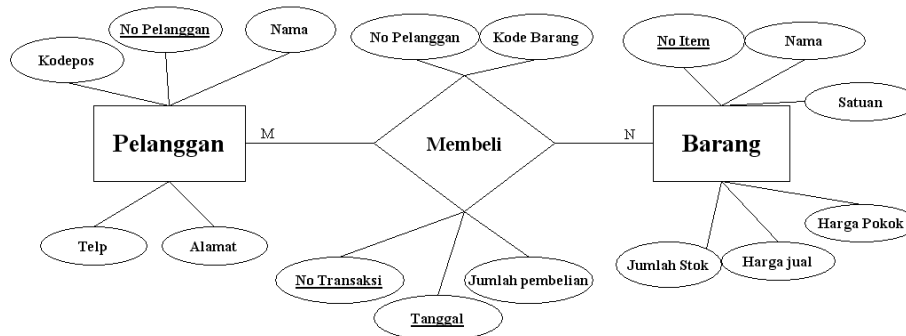 No Pelanggan
Nama
Kodepos
No Pelanggan
Kode Barang
No Item
Nama
Satuan
Pelanggan
M
Membeli
N
Barang
Telp
Alamat
No Transaksi
Tanggal
Jumlah pembelian
Jumlah Stok
Harga jual
Harga Pokok